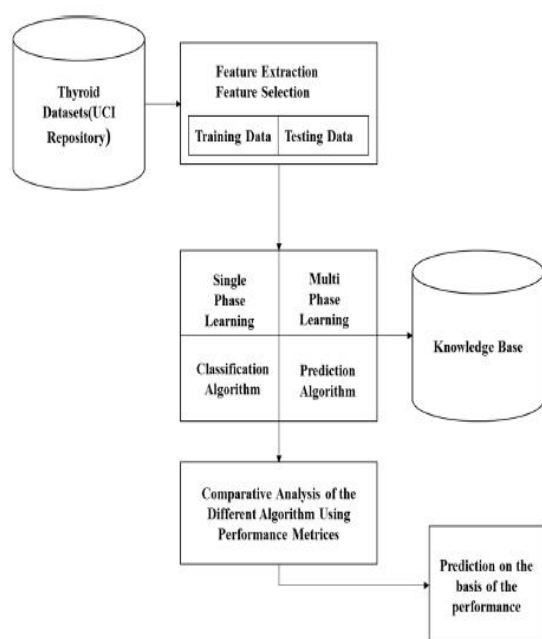 Thyroid
Datasets(UCI
Repository)
Feature Extraction
Feature Selection
Training Data
Testing Data
Single
Phase
Learning
Multi
Phase
Learning
Classification
Algorithm
Prediction
Algorithm
Knowledge Base
Comparative Analysis of the
Different Algorithm Using
Performance Metrices
Prediction on the
basis of the
performance